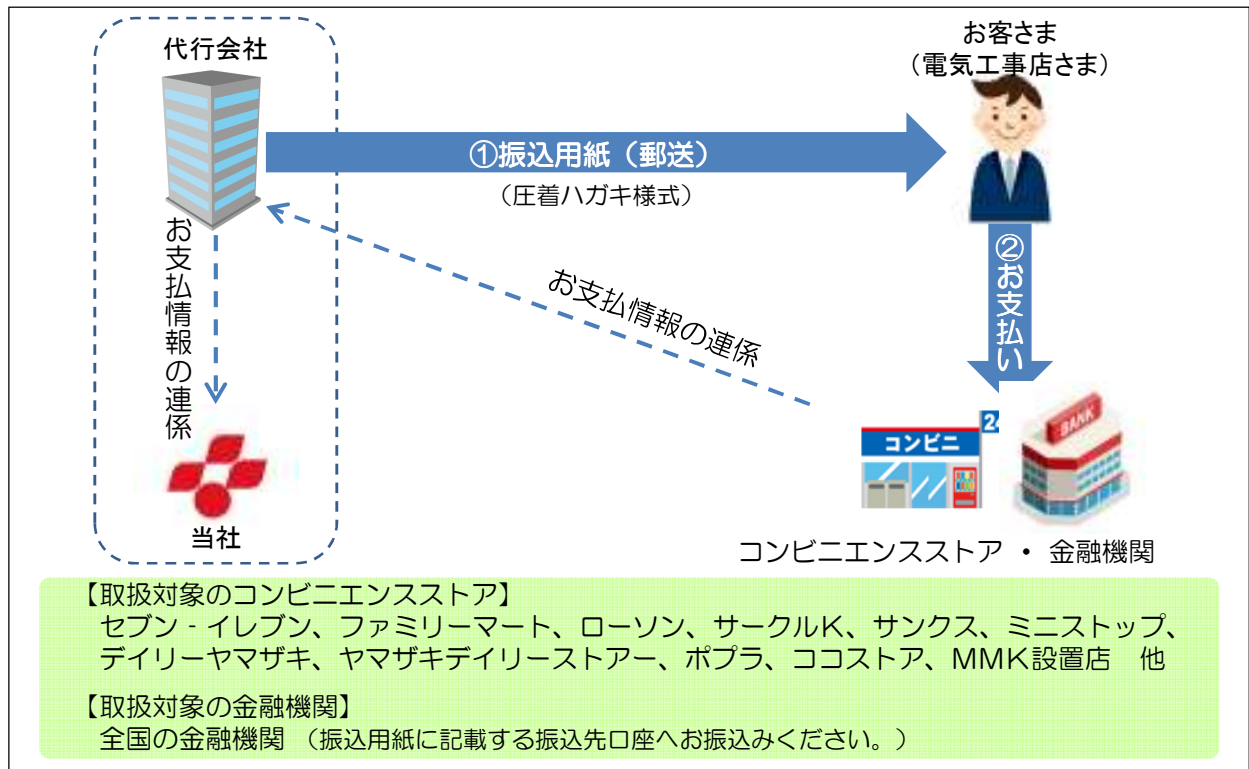 代行会社
お客さま
（電気工事店さま）
①振込用紙（郵送）
（圧着ハガキ様式）
②お支払い
お支払情報の連係
お支払情報の連係
当社
コンビニ
24
BANK
コンビニエンスストア ・ 金融機関
【取扱対象のコンビニエンスストア】
セブン‐イレブン、ファミリーマート、ローソン、サークルK、サンクス、ミニストップ、
デイリーヤマザキ、ヤマザキデイリーストアー、ポプラ、ココストア、MMK設置店　他
【取扱対象の金融機関】
全国の金融機関 （振込用紙に記載する振込先口座へお振込みください。）